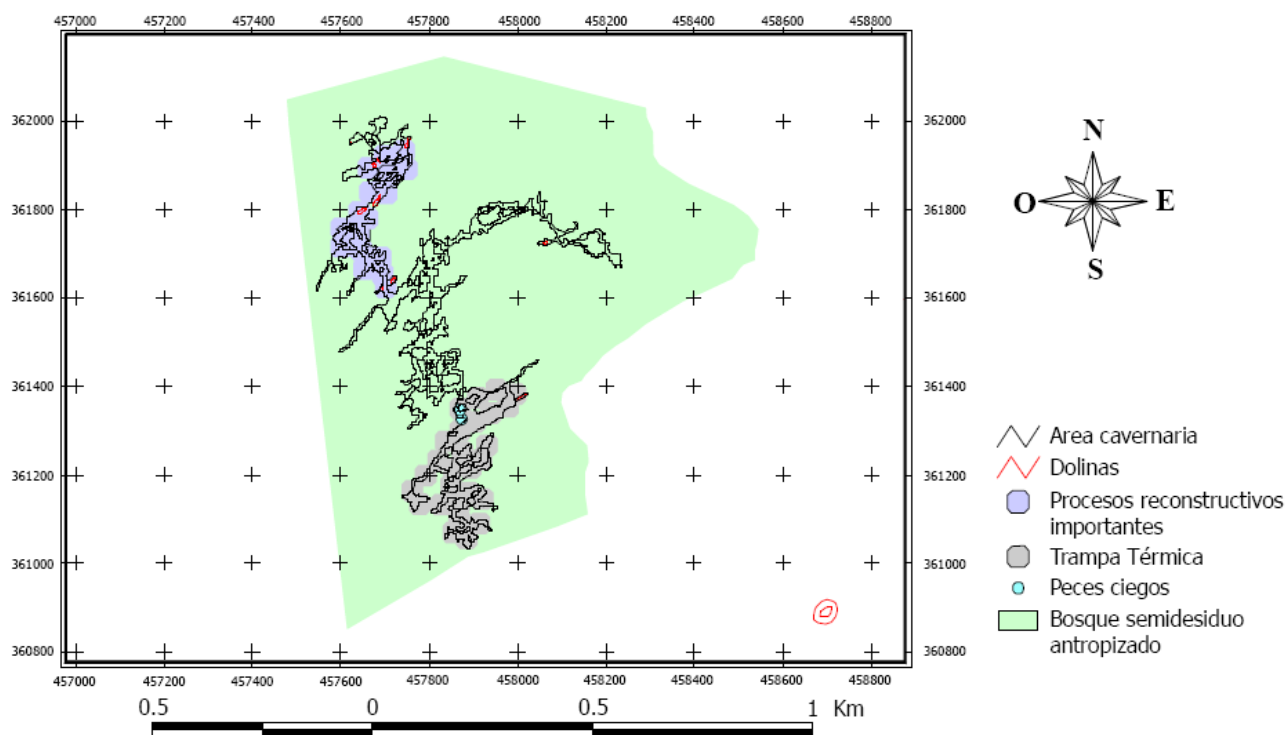 457000 457200 457400 457600 457800 458000 458200 458400 458600 458800
362000 362000
361800 361800
361600 361600
361400 361400
361200 361200
361000 361000
360800 360800
457000 457200 457400 457600 457800 458000 458200 458400 458600 458800
0.5 0 0.5 1 Km
N
O E
S
Area cavernaria
Dolinas
Procesos reconstructivos
importantes
Trampa Térmica
Peces ciegos
Bosque semidesiduo
antropizado